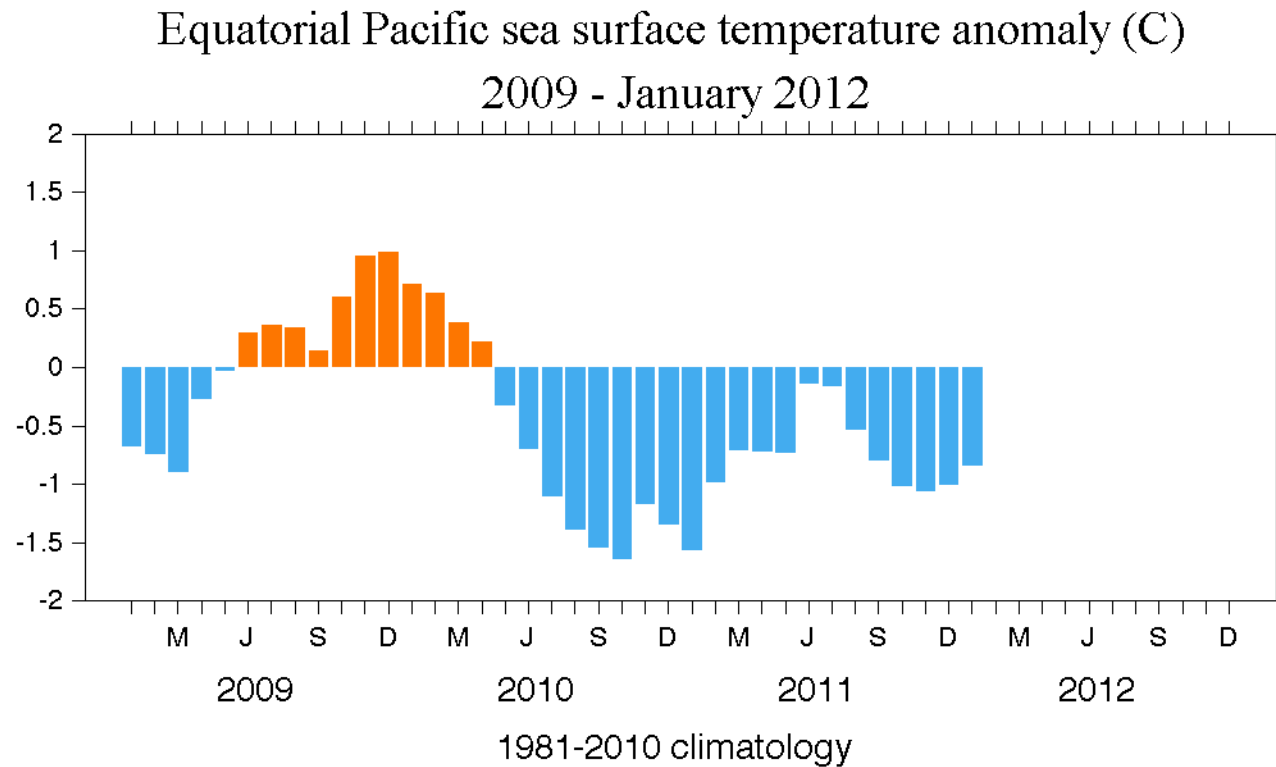 Equatorial Pacific sea surface temperature anomaly (C)
2009 - January 2012
2
1.5
1
0.5
0
-0.5
-1
-1.5
-2
M J S D M J S D M J S D M J S D
2009 2010 2011 2012
1981-2010 climatology